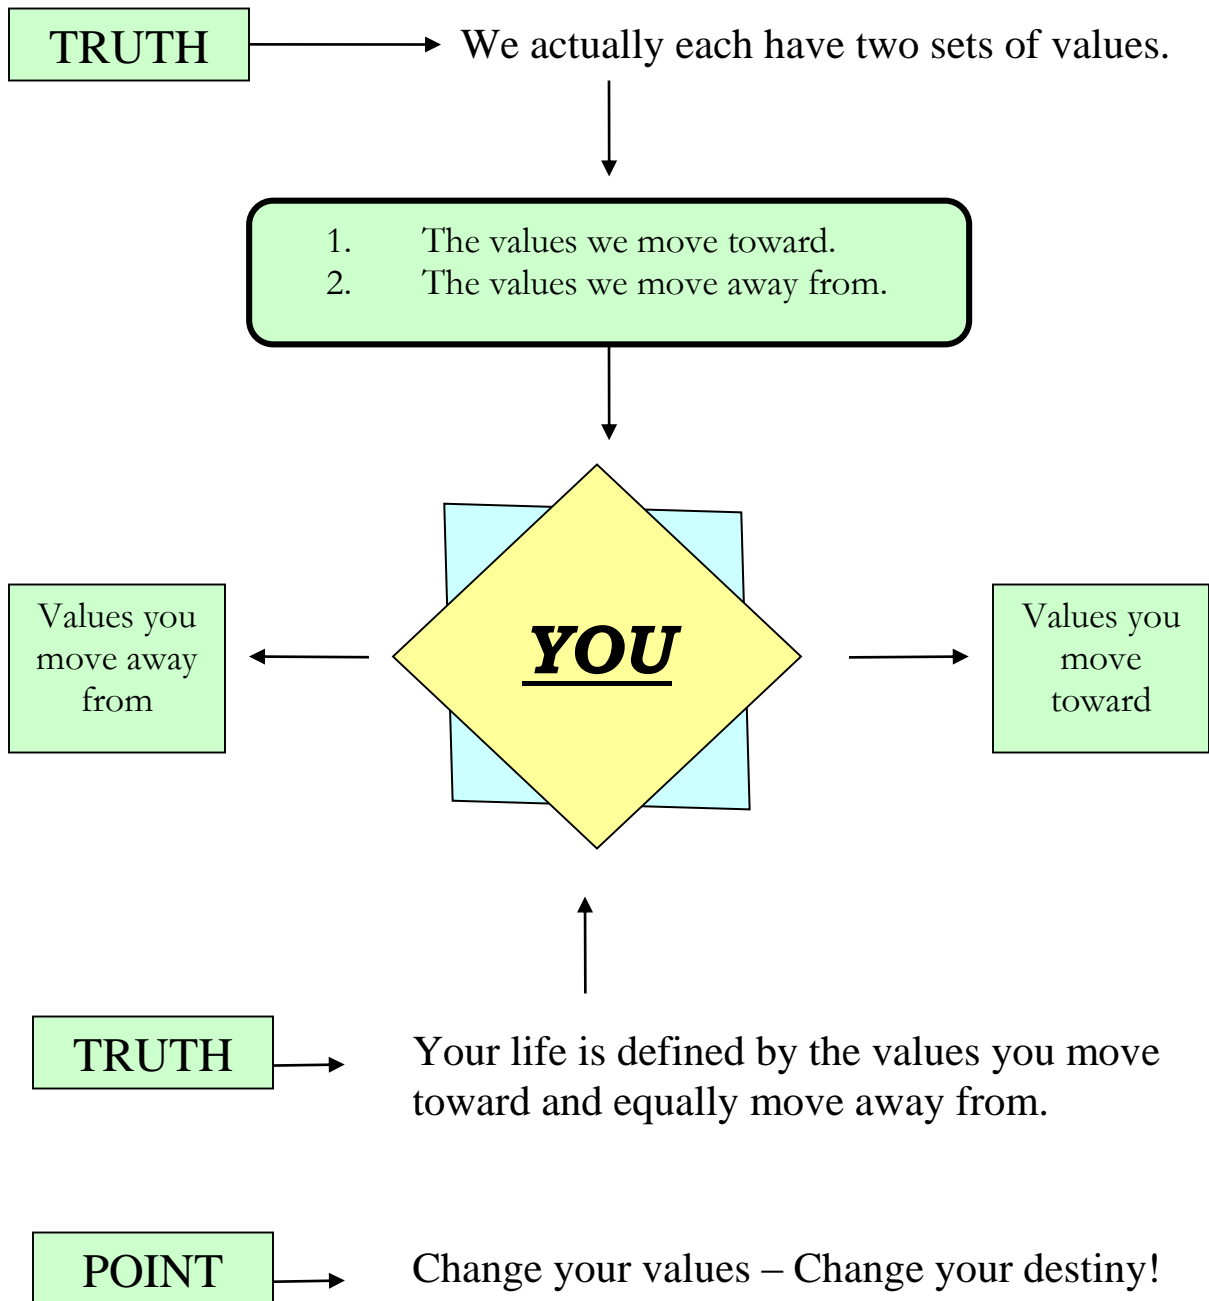 TRUTH
We actually each have two sets of values.
1. The values we move toward.
2. The values we move away from.
Values you
move away
from
YOU
Values you
move
toward
TRUTH
Your life is defined by the values you move
toward and equally move away from.
POINT
Change your values – Change your destiny!